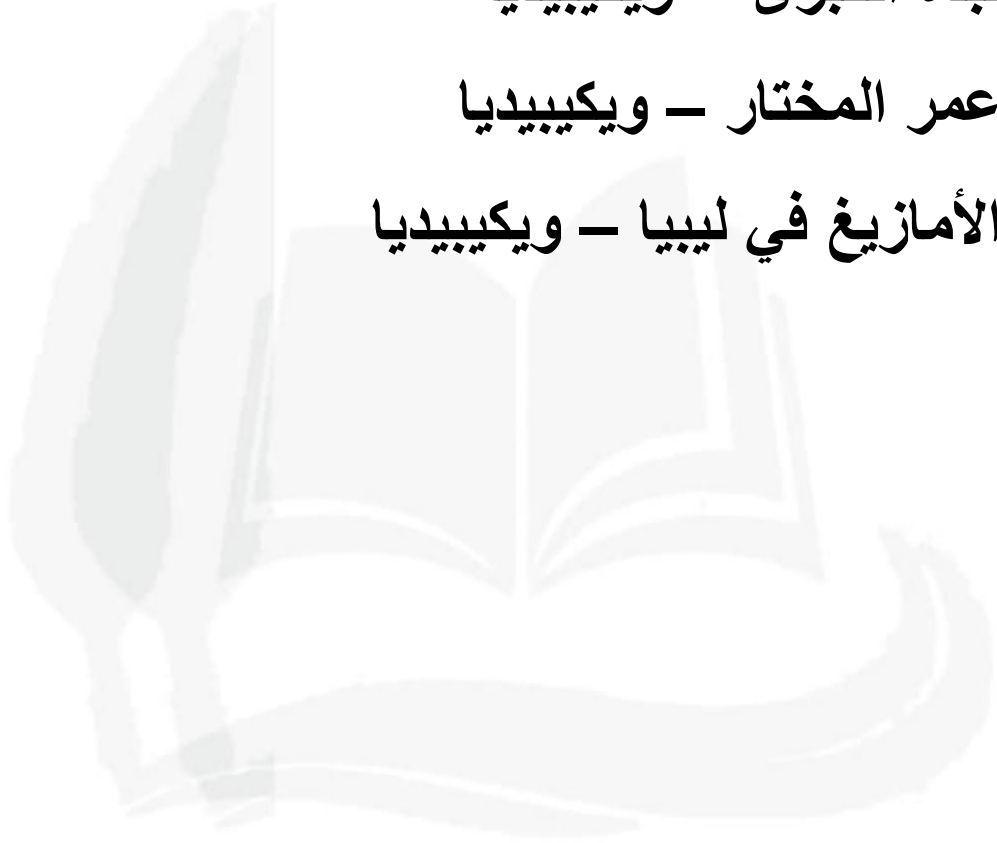 عمر المختار – ويكيبيديا
الأمازيغ في ليبيا – ويكيبيديا